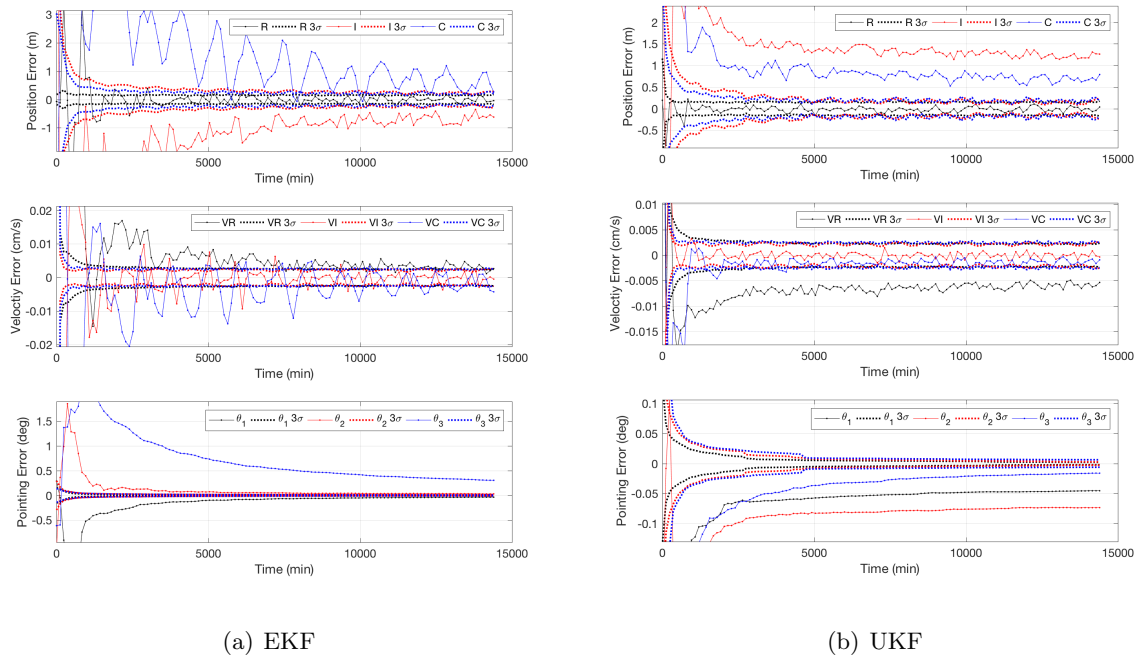 R R 3σ I I 3σ C C 3σ
3
2
1
0
-1
Position Error (m)
0 5000 10000 15000
Time (min)
VR VR 3σ VI VI 3σ VC VC 3σ
0.02
0.01
0
-0.01
-0.02
Veloctiy Error (cm/s)
0 5000 10000 15000
Time (min)
θ1 θ1 3σ θ2 θ2 3σ θ3 θ3 3σ
1.5
1
0.5
0
-0.5
Pointing Error (deg)
0 5000 10000 15000
Time (min)
(a) EKF
R R 3σ I I 3σ C C 3σ
2
1.5
1
0.5
0
-0.5
Position Error (m)
0 5000 10000 15000
Time (min)
VR VR 3σ VI VI 3σ VC VC 3σ
0.01
0.005
0
-0.005
-0.01
-0.015
Veloctiy Error (cm/s)
0 5000 10000 15000
Time (min)
θ1 θ1 3σ θ2 θ2 3σ θ3 θ3 3σ
0.1
0.05
0
-0.05
-0.1
Pointing Error (deg)
0 5000 10000 15000
Time (min)
(b) UKF